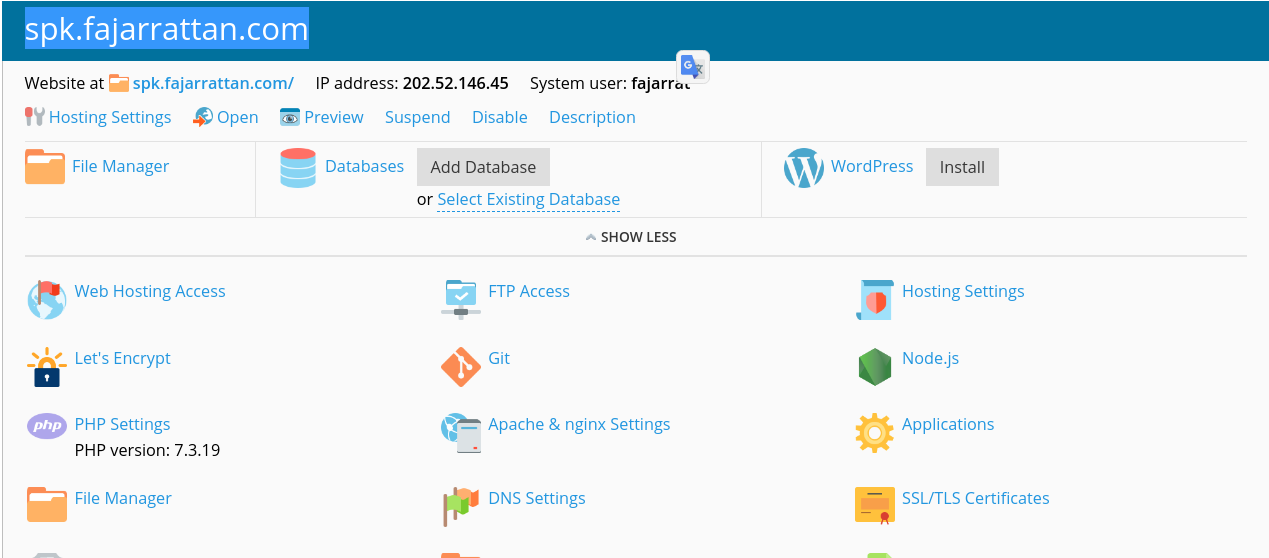 spk.fajarrattan.com
Website at spk.fajarrattan.com/ IP address: 202.52.146.45 System user: fajarrat
Hosting Settings Open Preview Suspend Disable Description
File Manager Databases Add Database WordPress Install
or Select Existing Database
SHOW LESS
Web Hosting Access FTP Access Hosting Settings
Let's Encrypt Git Node.js
php PHP Settings Apache & nginx Settings Applications
PHP version: 7.3.19
File Manager DNS Settings SSL/TLS Certificates